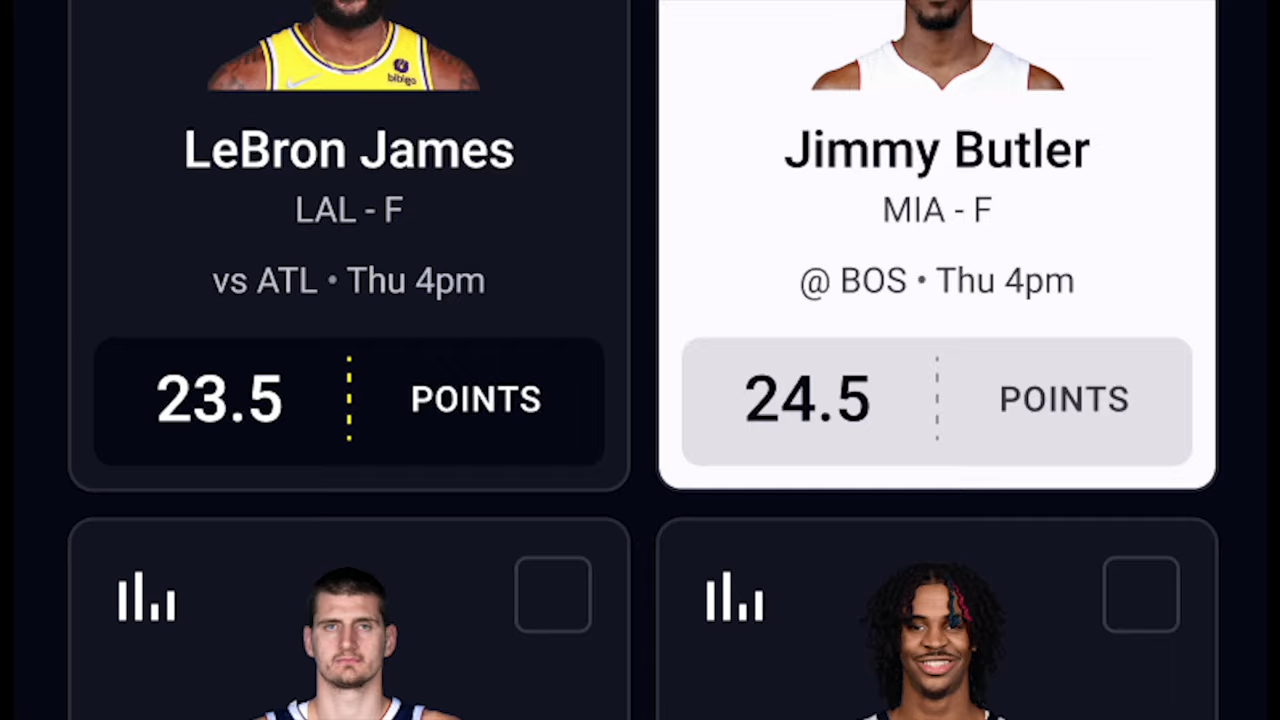 bibigo
LeBron James
LAL - F
vs ATL • Thu 4pm
23.5
POINTS
Jimmy Butler
MIA - F
@ BOS • Thu 4pm
24.5
POINTS